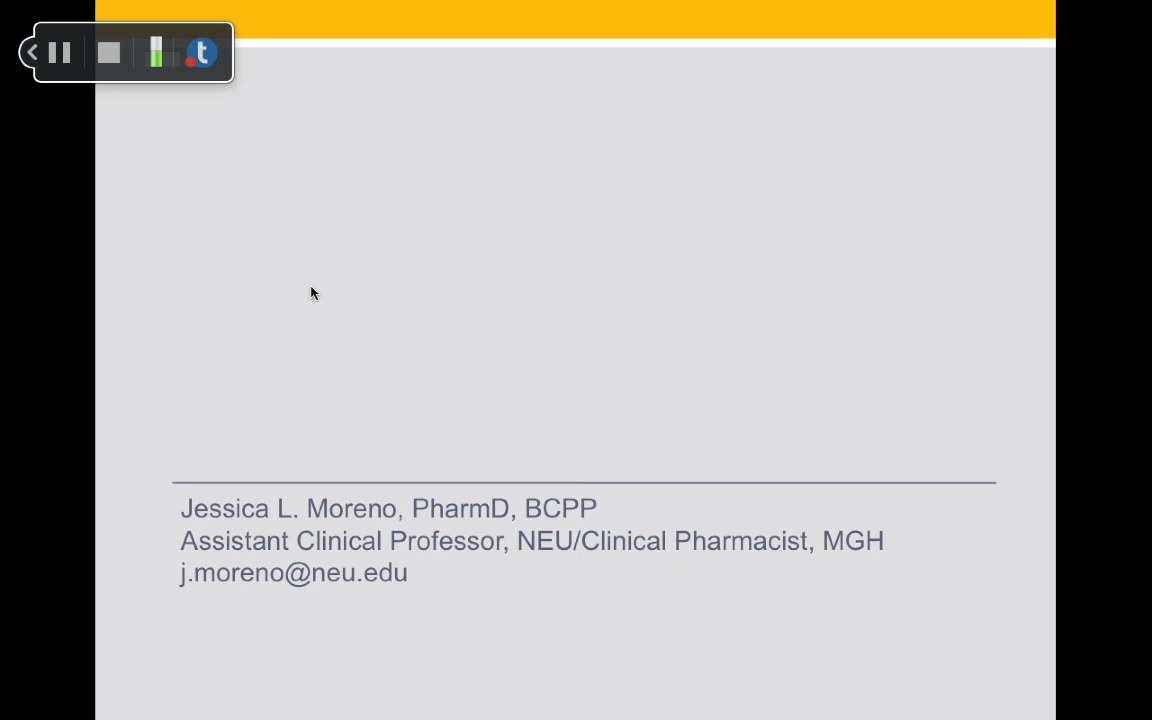 t
Jessica L. Moreno, PharmD, BCPP
Assistant Clinical Professor, NEU/Clinical Pharmacist, MGH
j.moreno@neu.edu